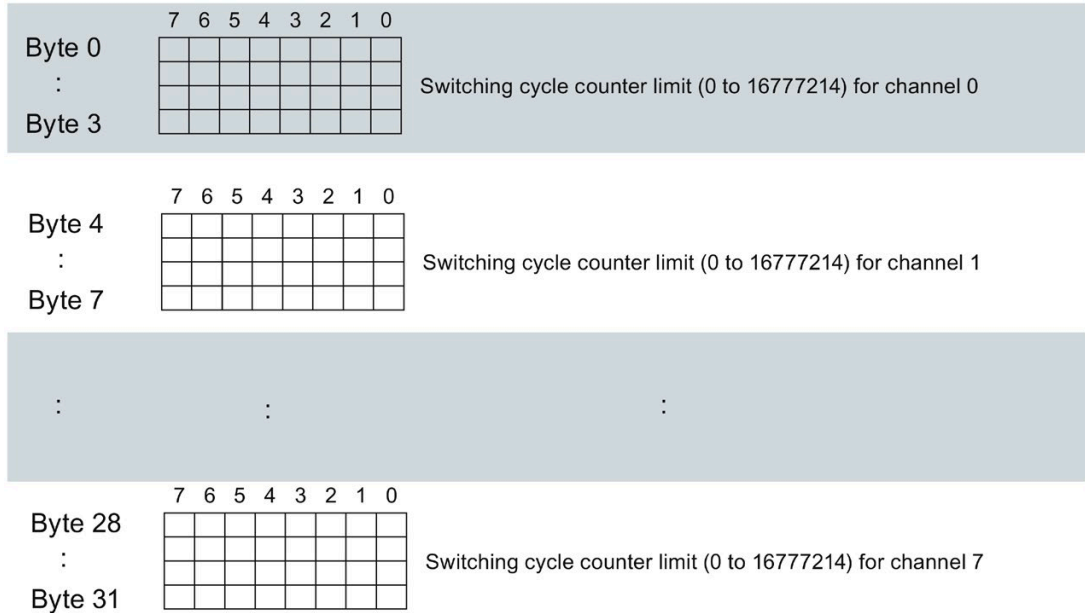 7 6 5 4 3 2 1 0
Byte 0
:
Byte 3
Switching cycle counter limit (0 to 16777214) for channel 0
7 6 5 4 3 2 1 0
Byte 4
:
Byte 7
Switching cycle counter limit (0 to 16777214) for channel 1
: : :
7 6 5 4 3 2 1 0
Byte 28
:
Byte 31
Switching cycle counter limit (0 to 16777214) for channel 7